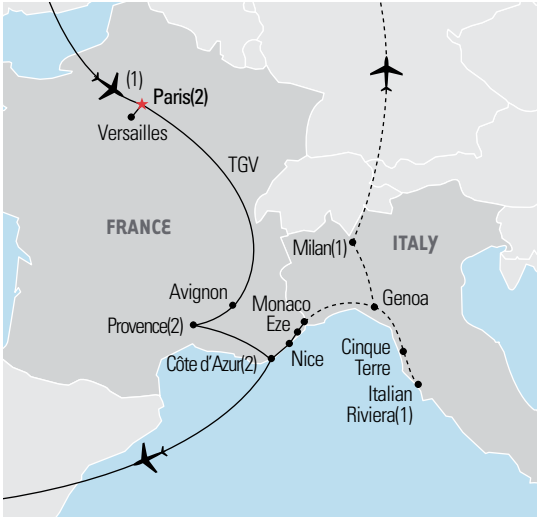 (1)
Paris(2)
Versailles
TGV
FRANCE
Milan(1)
ITALY
Avignon
Monaco
Eze
Genoa
Provence(2)
Côte d'Azur(2)
Nice
Cinque
Terre
Italian
Riviera(1)